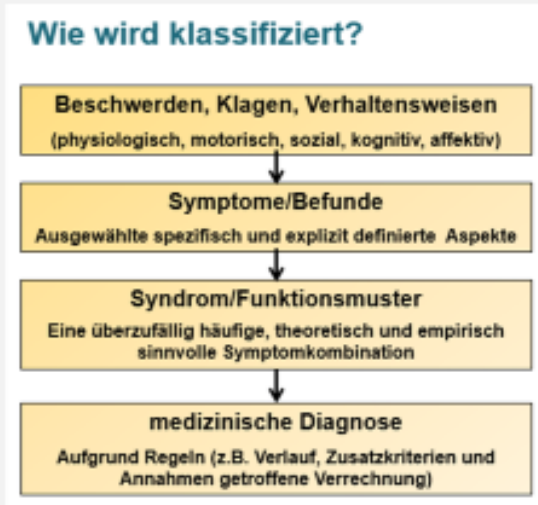 Wie wird klassifiziert?
Beschwerden, Klagen, Verhaltensweisen
(physiologisch, motorisch, sozial, kognitiv, affektiv)
Symptome/Befunde
Ausgewählte spezifisch und explizit definierte Aspekte
Syndrom/Funktionsmuster
Eine überzufällig häufige, theoretisch und empirisch
sinnvolle Symptomkombination
medizinische Diagnose
Aufgrund Regeln (z.B. Verlauf, Zusatzkriterien und
Annahmen getroffene Verrechnung)